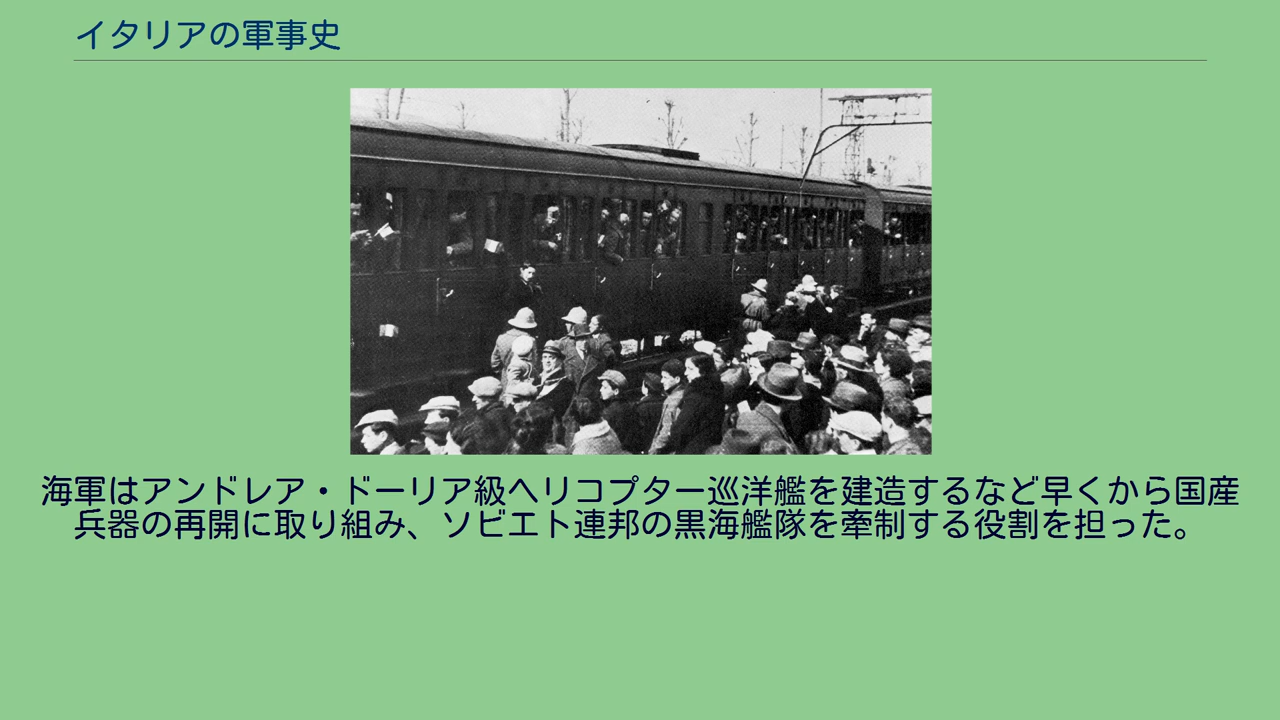 イタリアの軍事史
海軍はアンドレア・ドーリア級ヘリコプター巡洋艦を建造するなど早くから国産
兵器の再開に取り組み、ソビエト連邦の黒海艦隊を牽制する役割を担った。